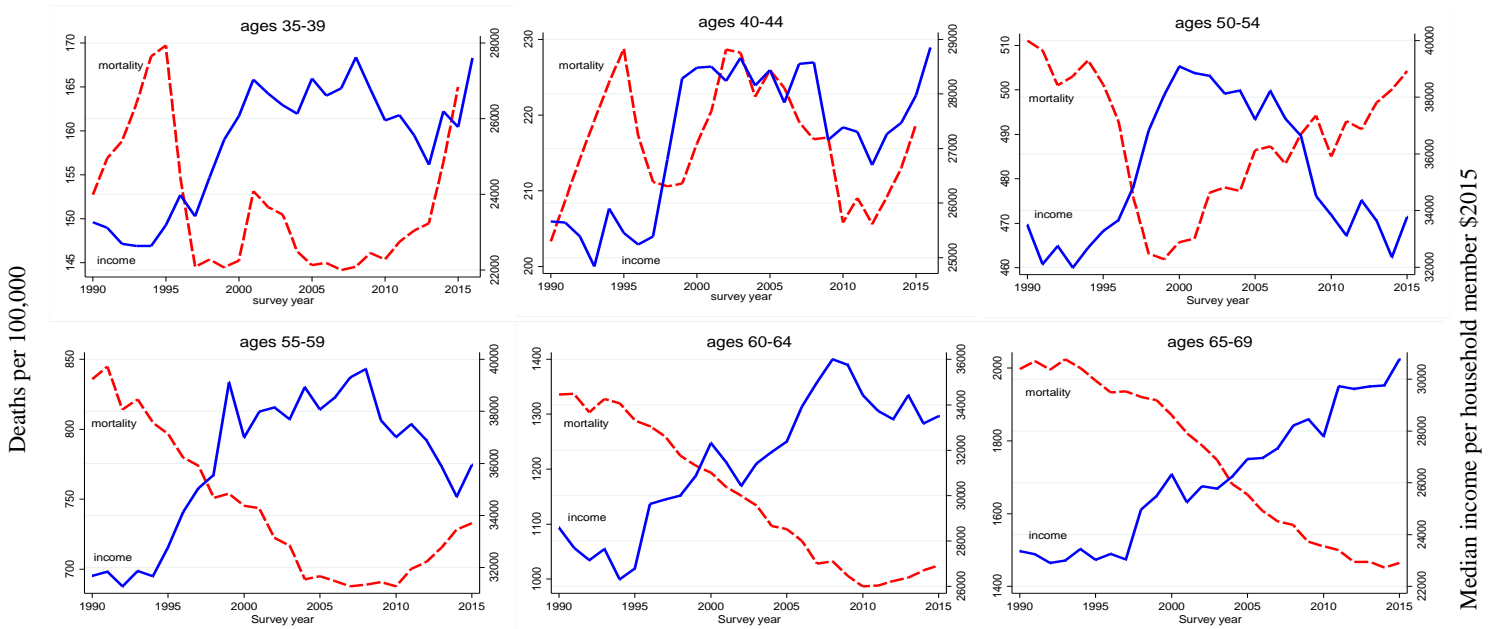 Deaths per 100,000
ages 35-39
170
165
160
155
150
145
mortality
income
28000
26000
24000
22000
1990 1995 2000 2005 2010 2015
survey year
ages 40-44
230
220
210
200
mortality
income
29000
28000
27000
26000
25000
1990 1995 2000 2005 2010 2015
survey year
ages 50-54
510
500
490
480
470
460
mortality
income
40000
38000
36000
34000
32000
1990 1995 2000 2005 2010 2015
Survey year
ages 55-59
850
800
750
700
mortality
income
40000
38000
36000
34000
32000
1990 1995 2000 2005 2010 2015
Survey year
ages 60-64
1400
1300
1200
1100
1000
mortality
income
36000
34000
32000
30000
28000
26000
1990 1995 2000 2005 2010 2015
Survey year
ages 65-69
2000
1800
1600
1400
mortality
income
30000
28000
26000
24000
22000
1990 1995 2000 2005 2010 2015
Survey year
Median income per household member $2015